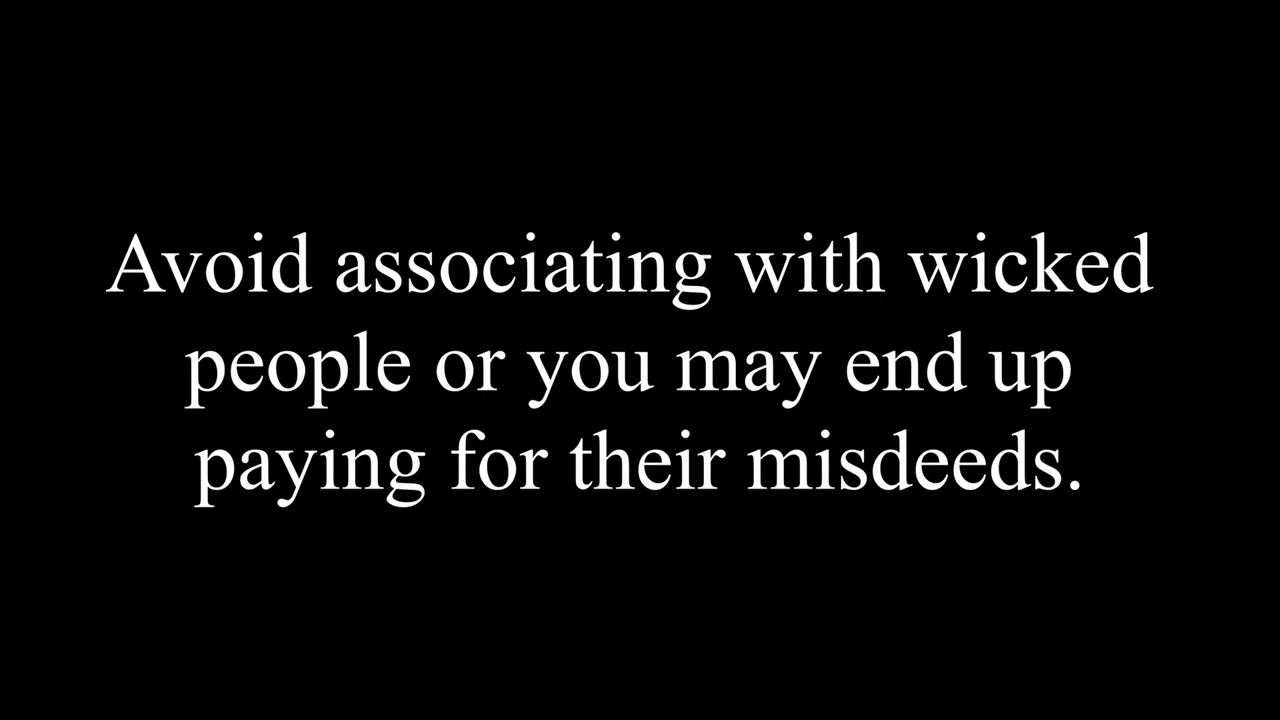 Avoid associating with wicked
people or you may end up
paying for their misdeeds.